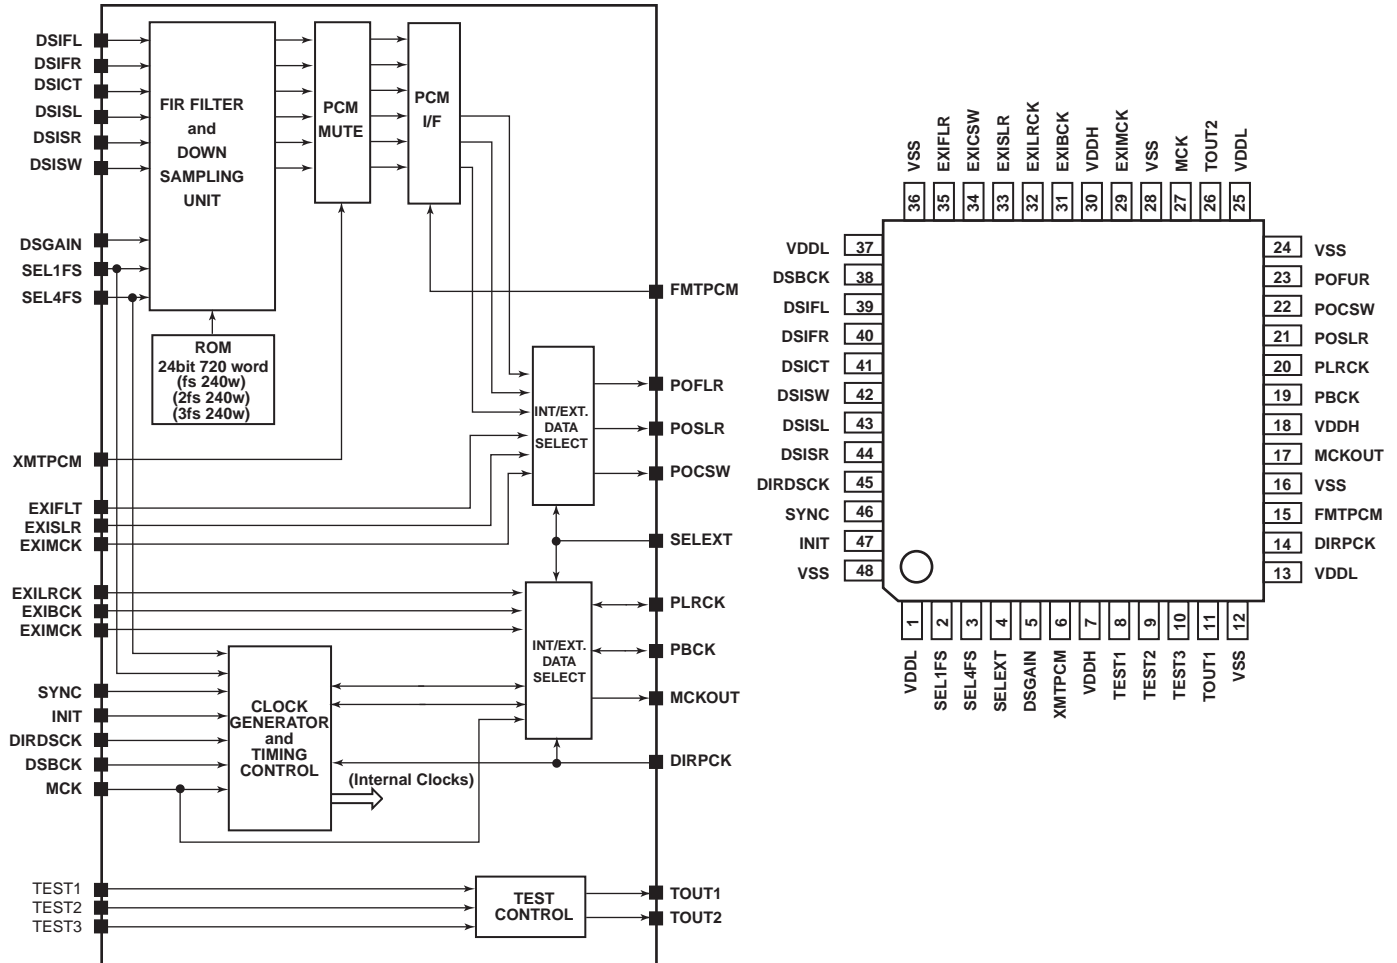 DSIFL
DSIFR
DSICT
DSISL
DSISR
DSISW
DSGAIN
SEL1FS
SEL4FS
FIR FILTER
and
DOWN
SAMPLING
UNIT
PCM
MUTE
PCM
I/F
ROM
24bit 720 word
(fs 240w)
(2fs 240w)
(3fs 240w)
FMTPCM
XMTPCM
EXIFLT
EXISLR
EXIMCK
INT/EXT.
DATA
SELECT
POFLR
POSLR
POCSW
SELEXT
EXILRCK
EXIBCK
EXIMCK
INT/EXT.
DATA
SELECT
PLRCK
PBCK
MCKOUT
DIRPCK
SYNC
INIT
DIRDSCK
DSBCK
MCK
CLOCK
GENERATOR
and
TIMING
CONTROL
(Internal Clocks)
TEST1
TEST2
TEST3
TEST
CONTROL
TOUT1
TOUT2
VSS
EXIFLR
EXICSW
EXISLR
EXILRCK
EXIBCK
VDDH
EXIMCK
VSS
MCK
TOUT2
VDDL
36
35
34
33
32
31
30
29
28
27
26
25
VDDL 37
DSBCK 38
DSIFL 39
DSIFR 40
DSICT 41
DSISW 42
DSISL 43
DSISR 44
DIRDSCK 45
SYNC 46
INIT 47
VSS 48
24 VSS
23 POFUR
22 POCSW
21 POSLR
20 PLRCK
19 PBCK
18 VDDH
17 MCKOUT
16 VSS
15 FMTPCM
14 DIRPCK
13 VDDL
1
2
3
4
5
6
7
8
9
10
11
12
VDDL
SEL1FS
SEL4FS
SELEXT
DSGAIN
XMTPCM
VDDH
TEST1
TEST2
TEST3
TOUT1
VSS